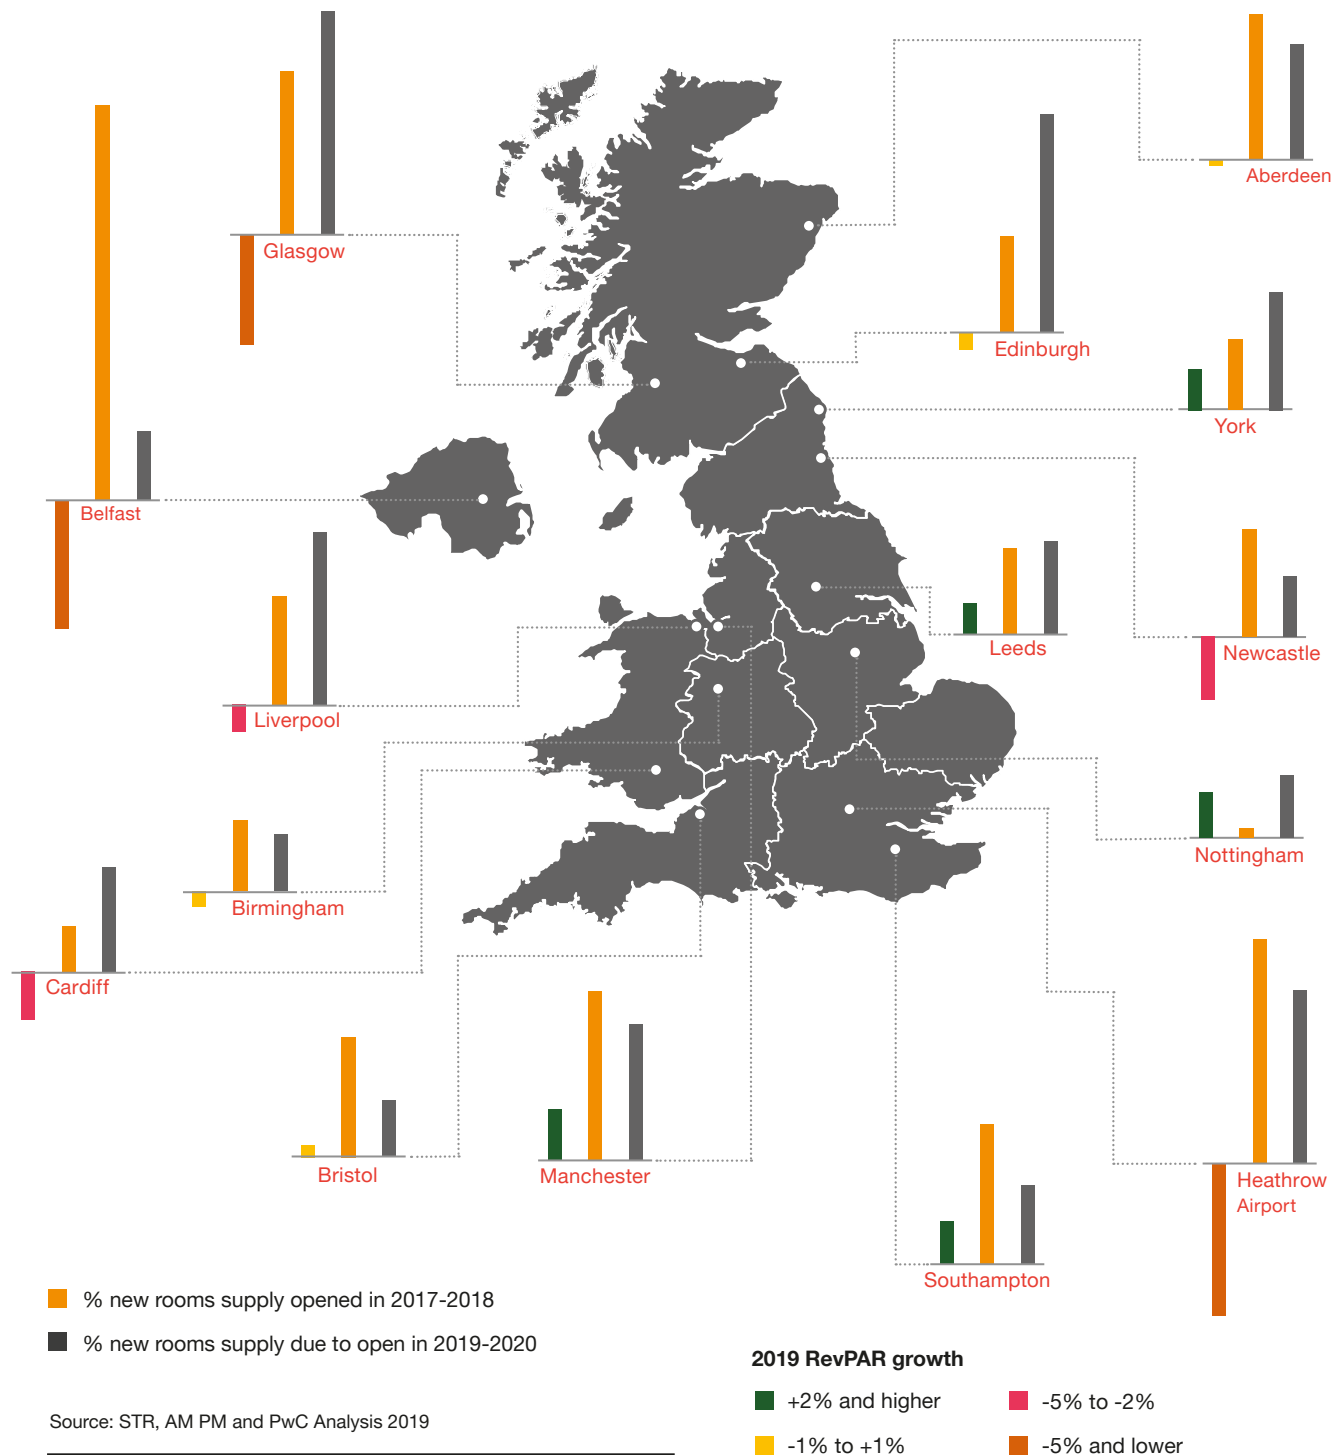 Aberdeen
Glasgow
Edinburgh
York
Belfast
Leeds
Newcastle
Liverpool
Nottingham
Birmingham
Cardiff
Bristol
Manchester
Heathrow
Airport
Southampton
% new rooms supply opened in 2017-2018
% new rooms supply due to open in 2019-2020
2019 RevPAR growth
+2% and higher
-5% to -2%
-1% to +1%
-5% and lower
Source: STR, AM PM and PwC Analysis 2019